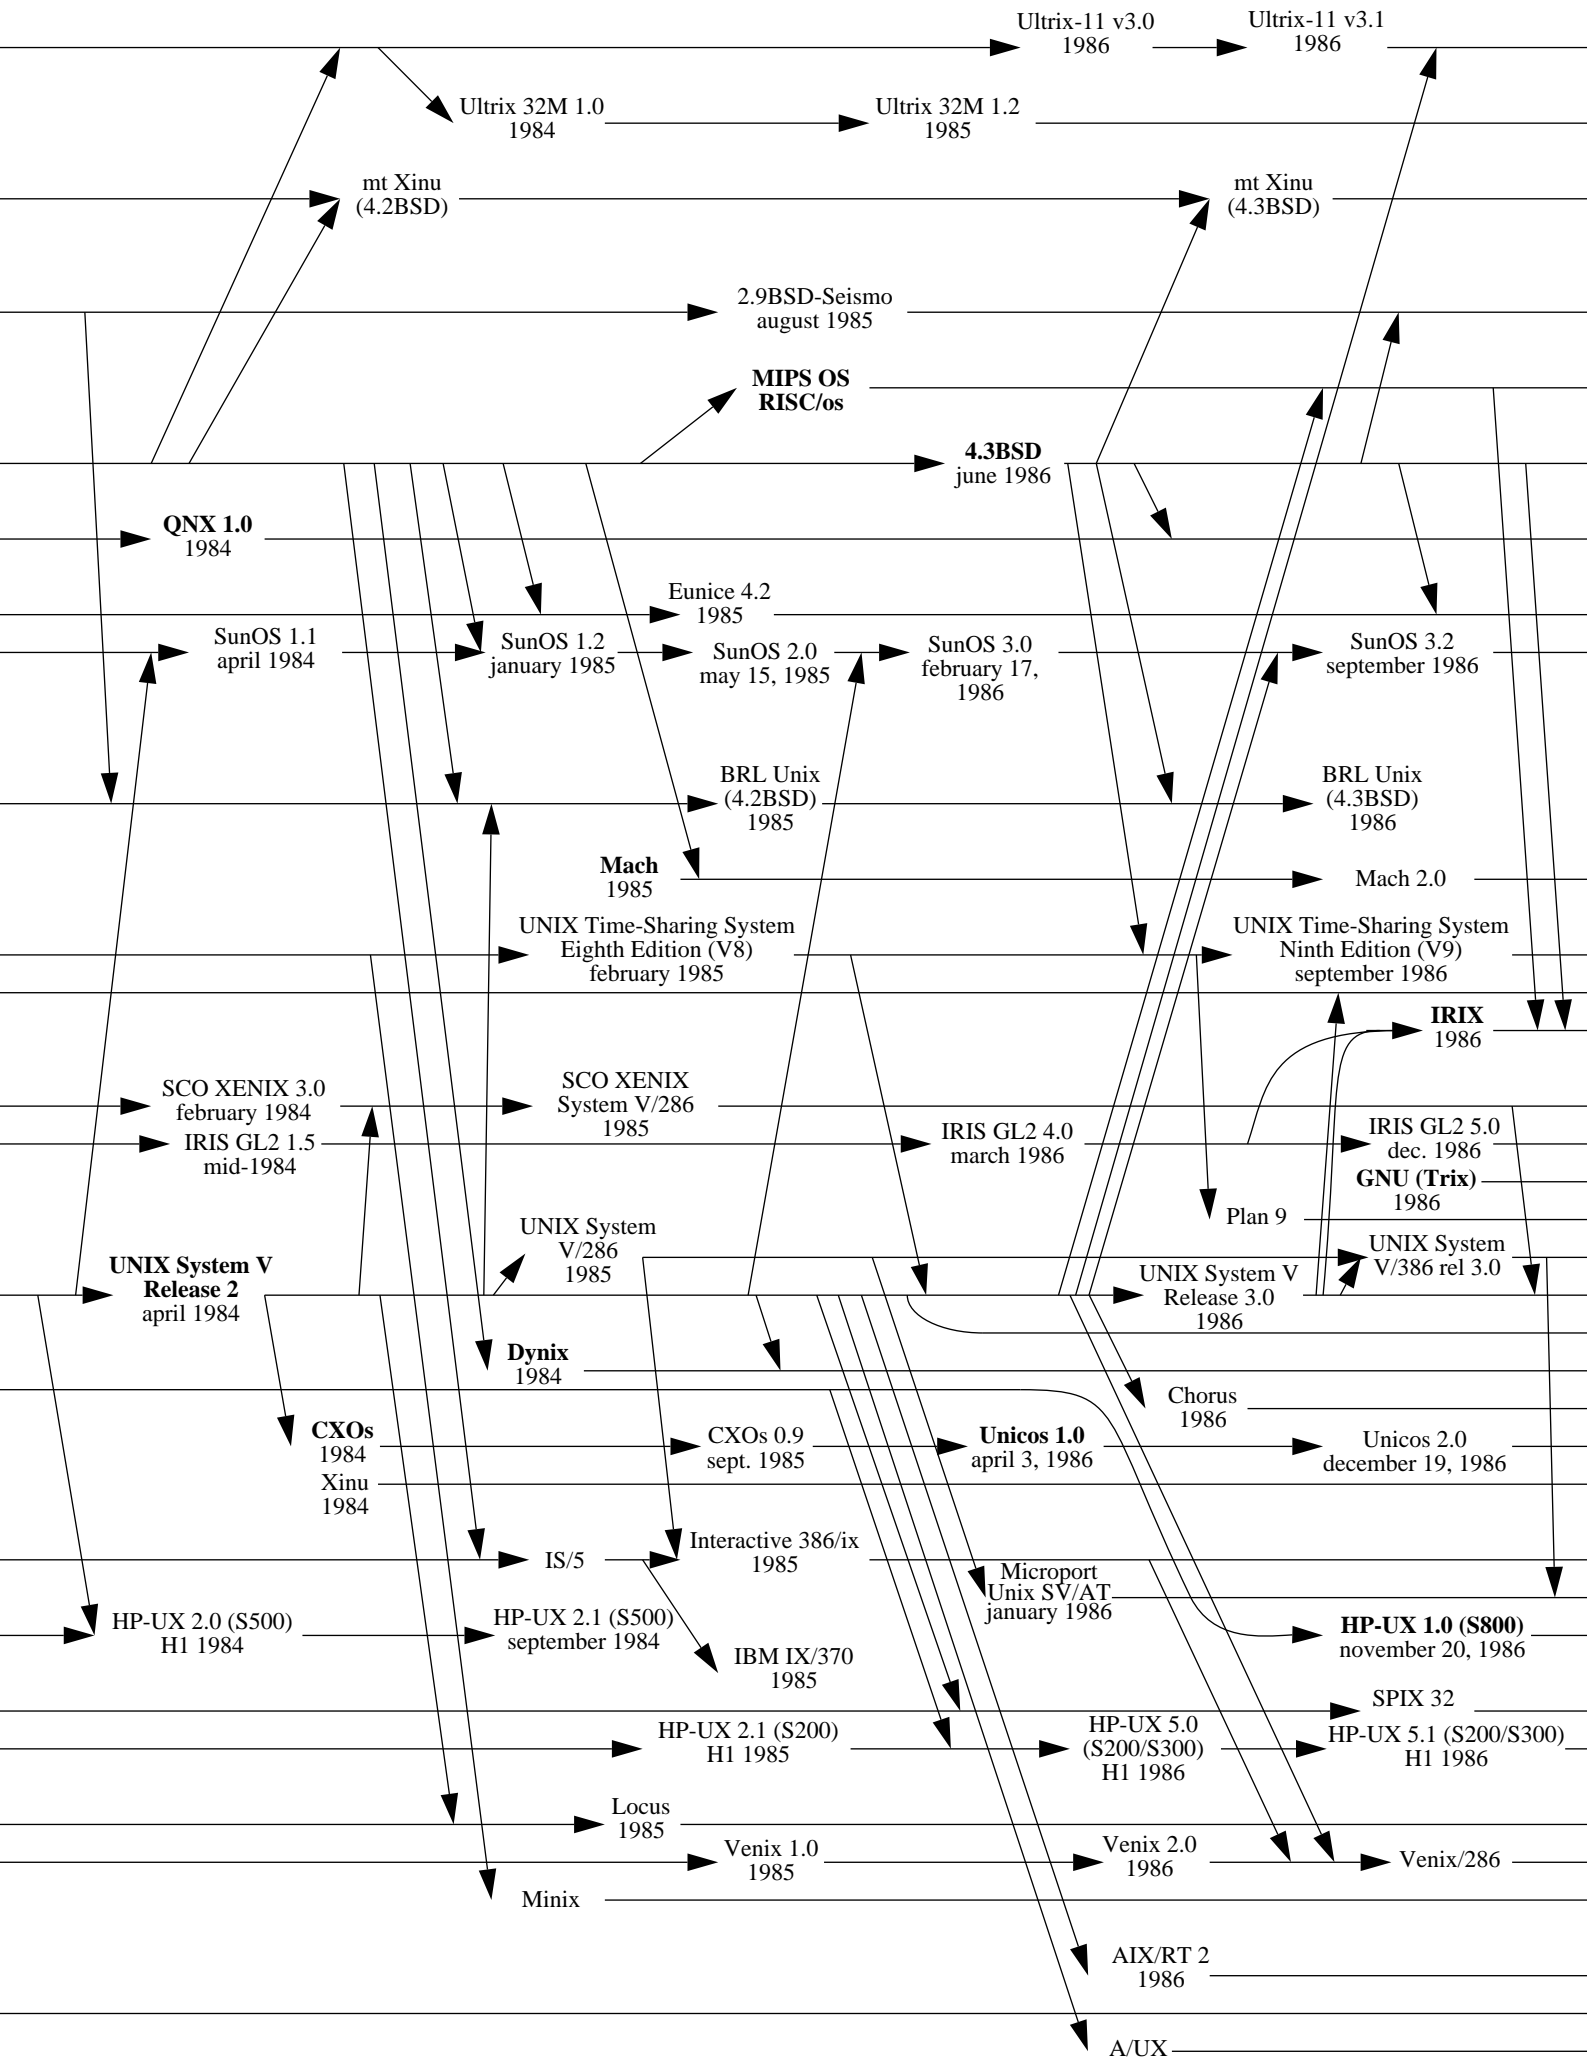 Ultrix-11 v3.0
1986
Ultrix-11 v3.1
1986
Ultrix 32M 1.0
1984
Ultrix 32M 1.2
1985
mt Xinu
(4.2BSD)
mt Xinu
(4.3BSD)
2.9BSD-Seismo
august 1985
MIPS OS
RISC/os
4.3BSD
june 1986
QNX 1.0
1984
Eunice 4.2
1985
SunOS 1.1
april 1984
SunOS 1.2
january 1985
SunOS 2.0
may 15, 1985
SunOS 3.0
february 17,
1986
SunOS 3.2
september 1986
BRL Unix
(4.2BSD)
1985
BRL Unix
(4.3BSD)
1986
Mach
1985
Mach 2.0
UNIX Time-Sharing System
Eighth Edition (V8)
february 1985
UNIX Time-Sharing System
Ninth Edition (V9)
september 1986
IRIX
1986
SCO XENIX 3.0
february 1984
SCO XENIX
System V/286
1985
IRIS GL2 1.5
mid-1984
IRIS GL2 4.0
march 1986
IRIS GL2 5.0
dec. 1986
GNU (Trix)
1986
Plan 9
UNIX System
V/286
1985
UNIX System
V/386 rel 3.0
UNIX System V
Release 2
april 1984
UNIX System V
Release 3.0
1986
Dynix
1984
Chorus
1986
CXOs
1984
CXOs 0.9
sept. 1985
Unicos 1.0
april 3, 1986
Unicos 2.0
december 19, 1986
Xinu
1984
IS/5
Interactive 386/ix
1985
Microport
Unix SV/AT
january 1986
HP-UX 2.0 (S500)
H1 1984
HP-UX 2.1 (S500)
september 1984
HP-UX 1.0 (S800)
november 20, 1986
IBM IX/370
1985
SPIX 32
HP-UX 2.1 (S200)
H1 1985
HP-UX 5.0
(S200/S300)
H1 1986
HP-UX 5.1 (S200/S300)
H1 1986
Locus
1985
Venix 1.0
1985
Venix 2.0
1986
Venix/286
Minix
AIX/RT 2
1986
A/UX